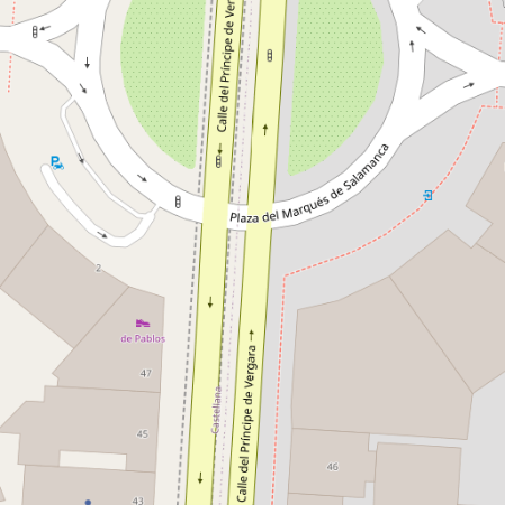 Calle del Príncipe de Ver
Plaza del Marqués de Salamanca
2
de Pablos
47
Calle del Príncipe de Vergara
Castellana
45
46
43